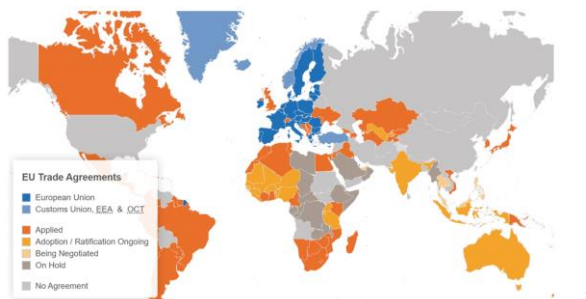 EU Trade Agreements
European Union
Customs Union, EEA & OCT
Applied
Adoption / Ratification Ongoing
Being Negotiated
On Hold
No Agreement